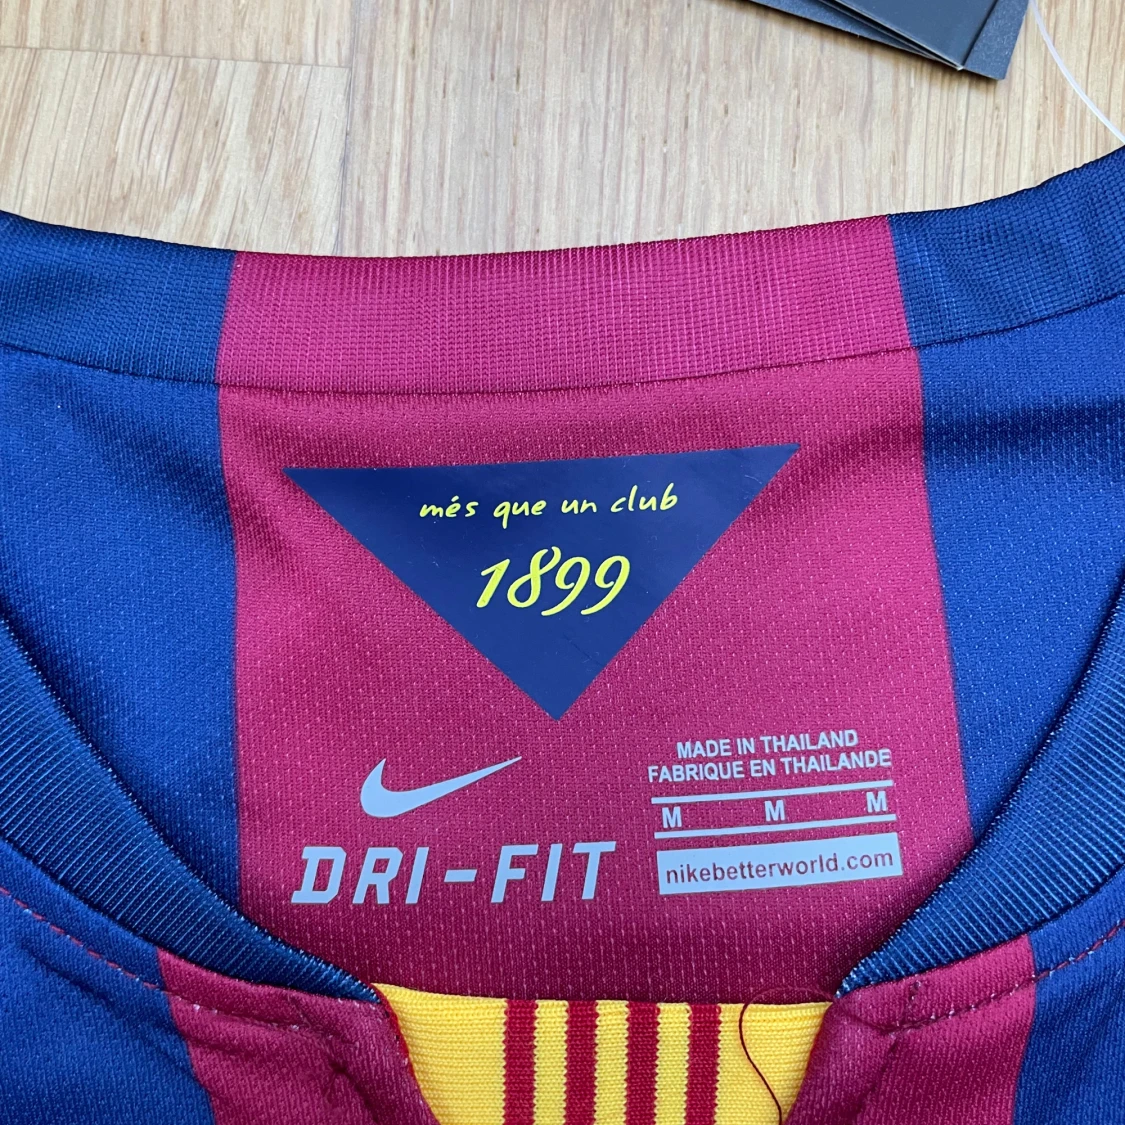 més que un club
1899
MADE IN THAILAND
FABRIQUE EN THAILANDE
M M M
DRI-FIT
nikebetterworld.com